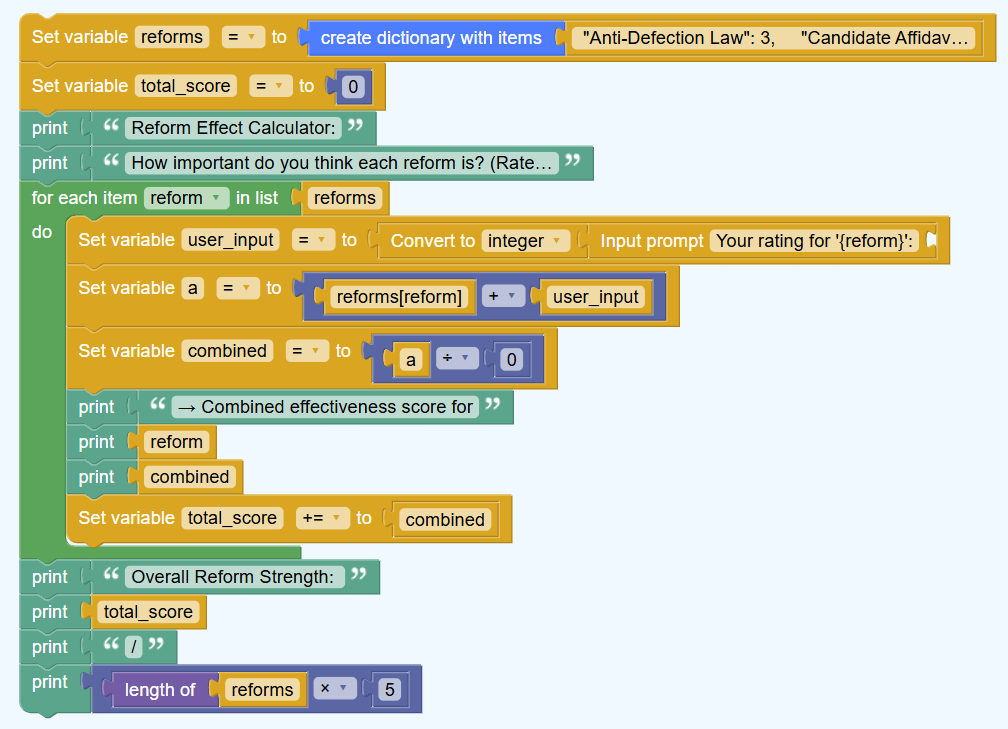 Set variable reforms = to create dictionary with items "Anti-Defection Law": 3, "Candidate Affidav…
Set variable total_score = to 0
print “ Reform Effect Calculator: ”
print “ How important do you think each reform is? (Rate… ”
for each item reform in list reforms
do Set variable user_input = to Convert to integer Input prompt Your rating for '{reform}':
Set variable a = to reforms[reform] + user_input
Set variable combined = to a ÷ 0
print “ → Combined effectiveness score for ”
print reform
print combined
Set variable total_score += to combined
print “ Overall Reform Strength: ”
print total_score
print “ / ”
print length of reforms × 5